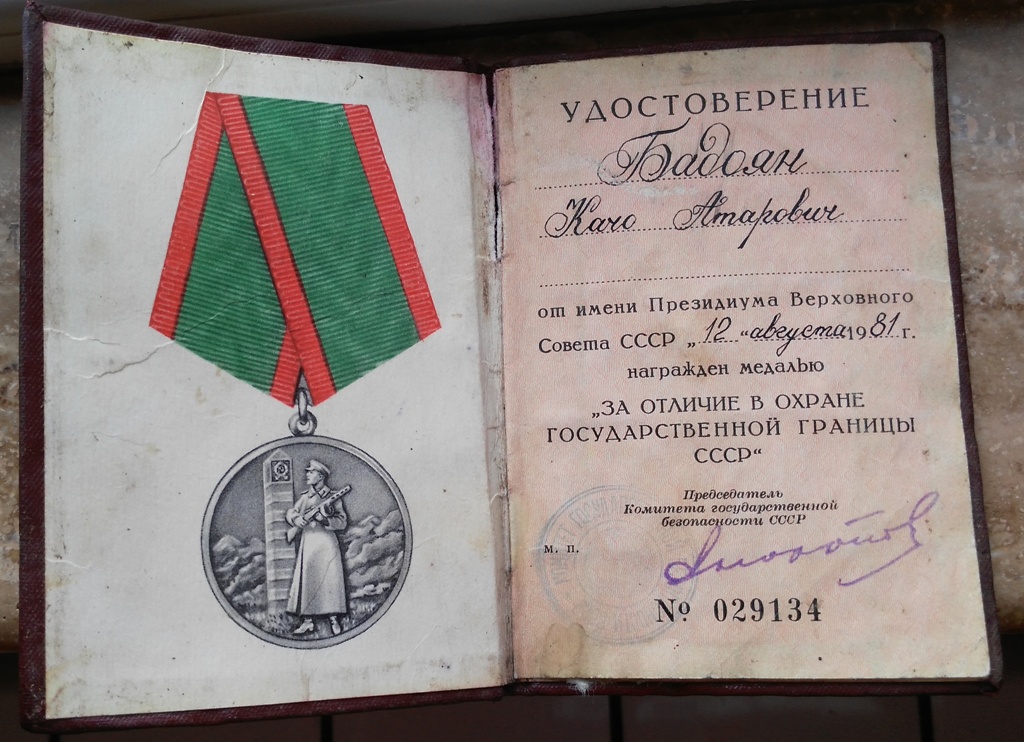 УДОСТОВЕРЕНИЕ
Бадоян
Качо Атарович
от имени Президиума Верховного
Совета СССР „12“ августа 1981 г.
награжден медалью
„ЗА ОТЛИЧИЕ В ОХРАНЕ
ГОСУДАРСТВЕННОЙ ГРАНИЦЫ
СССР“
Председатель
Комитета государственной
безопасности СССР
М. П.
№ 029134